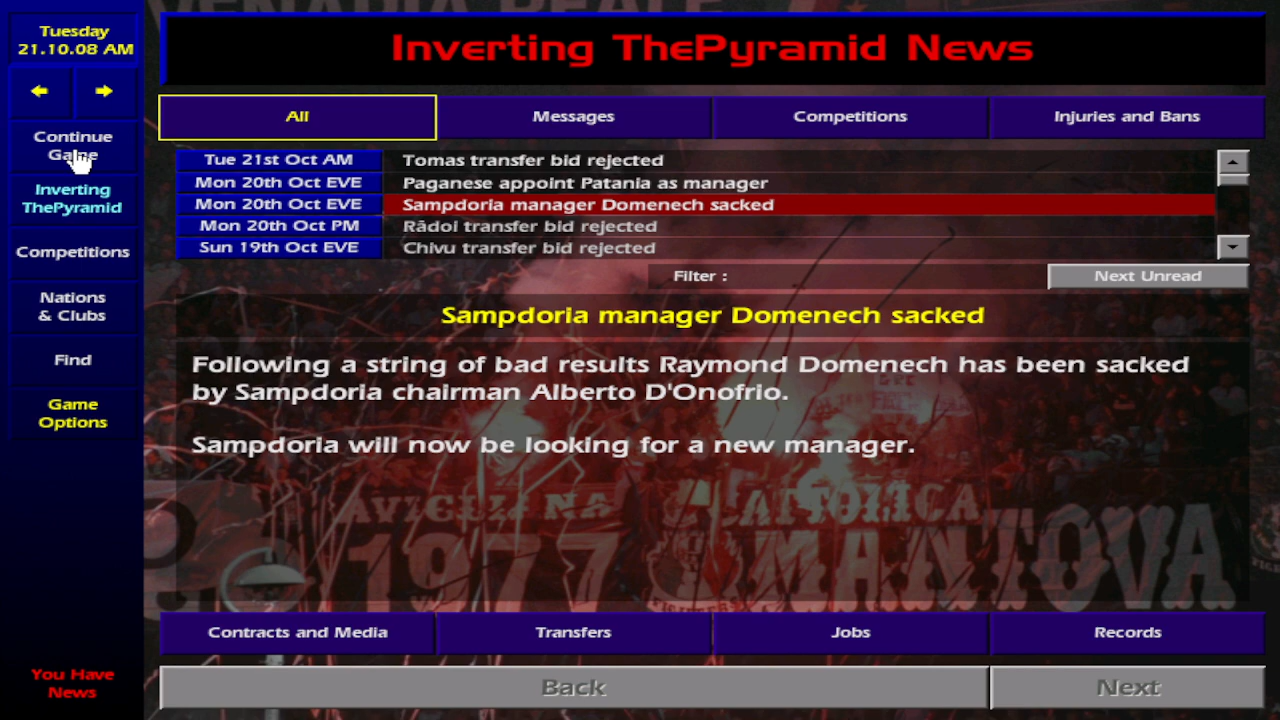 VENARIA REALE
Tuesday
21.10.08 AM
Inverting ThePyramid News
Continue
Game
Inverting
ThePyramid
Competitions
Nations
& Clubs
Find
Game
Options
You Have
News
All
Messages
Competitions
Injuries and Bans
Tue 21st Oct AM Tomas transfer bid rejected
Mon 20th Oct EVE Paganese appoint Patania as manager
Mon 20th Oct EVE Sampdoria manager Domenech sacked
Mon 20th Oct PM Rădoi transfer bid rejected
Sun 19th Oct EVE Chivu transfer bid rejected
Filter :
Next Unread
Sampdoria manager Domenech sacked
Following a string of bad results Raymond Domenech has been sacked
by Sampdoria chairman Alberto D'Onofrio.
Sampdoria will now be looking for a new manager.
CATTOLICA
1977 MANTOVA
Contracts and Media
Transfers
Jobs
Records
Back
Next